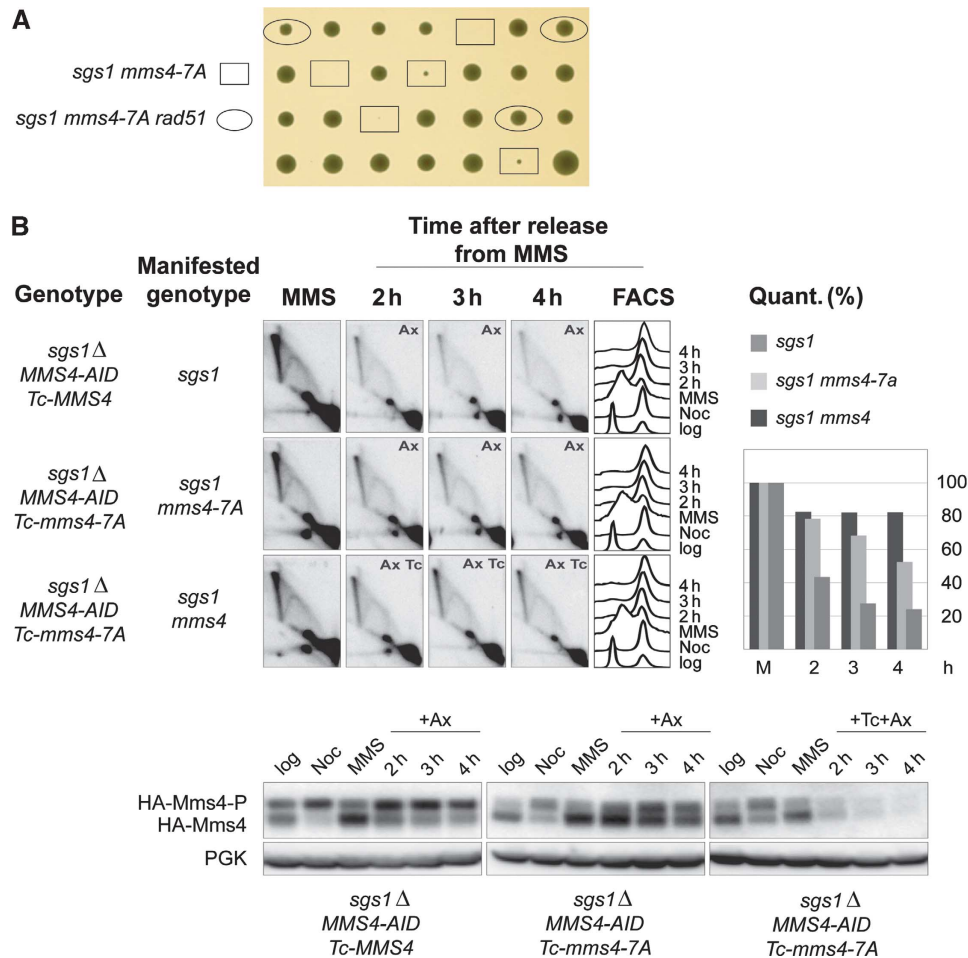 A
sgs1 mms4-7A
sgs1 mms4-7A rad51
B
Time after release
from MMS
Genotype
Manifested
genotype
MMS 2 h 3 h 4 h FACS
Quant. (%)
sgs1 Δ
MMS4-AID
Tc-MMS4
sgs1
Ax Ax Ax
4 h
3 h
2 h
MMS
Noc
log
sgs1 Δ
MMS4-AID
Tc-mms4-7A
sgs1
mms4-7A
Ax Ax Ax
4 h
3 h
2 h
MMS
Noc
log
sgs1 Δ
MMS4-AID
Tc-mms4-7A
sgs1
mms4
Ax Tc Ax Tc Ax Tc
4 h
3 h
2 h
MMS
Noc
log
sgs1
sgs1 mms4-7a
sgs1 mms4
100
80
60
40
20
M 2 3 4 h
+Ax +Ax +Tc+Ax
log Noc MMS 2 h 3 h 4 h log Noc MMS 2 h 3 h 4 h log Noc MMS 2 h 3 h 4 h
HA-Mms4-P
HA-Mms4
PGK
sgs1 Δ
MMS4-AID
Tc-MMS4
sgs1 Δ
MMS4-AID
Tc-mms4-7A
sgs1 Δ
MMS4-AID
Tc-mms4-7A